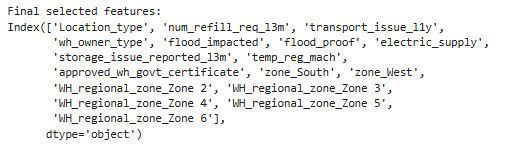 Final selected features:
Index(['Location_type', 'num_refill_req_l3m', 'transport_issue_l1y',
'wh_owner_type', 'flood_impacted', 'flood_proof', 'electric_supply',
'storage_issue_reported_l3m', 'temp_reg_mach',
'approved_wh_govt_certificate', 'zone_South', 'zone_West',
'WH_regional_zone_Zone 2', 'WH_regional_zone_Zone 3',
'WH_regional_zone_Zone 4', 'WH_regional_zone_Zone 5',
'WH_regional_zone_Zone 6'],
dtype='object')